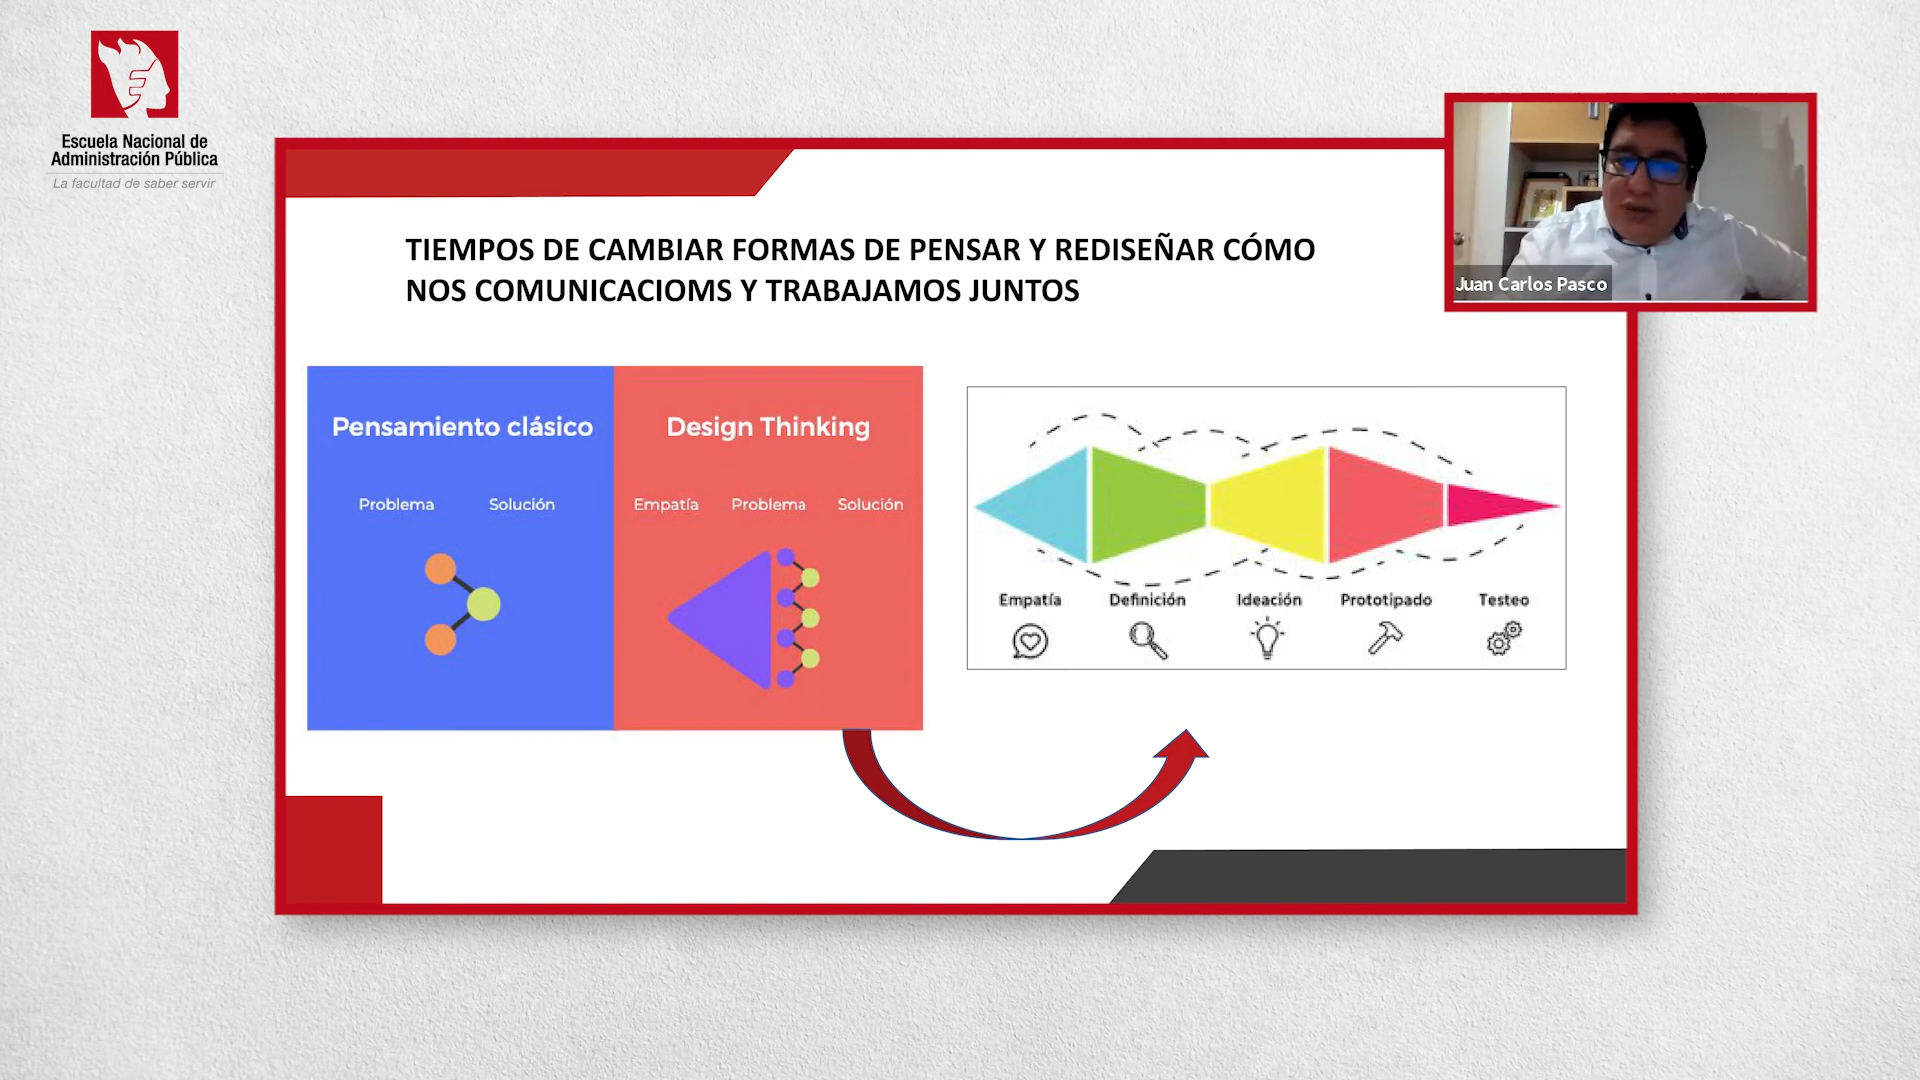 Escuela Nacional de
Administración Pública
La facultad de saber servir
TIEMPOS DE CAMBIAR FORMAS DE PENSAR Y REDISEÑAR CÓMO
NOS COMUNICACIOMS Y TRABAJAMOS JUNTOS
Juan Carlos Pasco
Pensamiento clásico
Problema Solución
Design Thinking
Empatía Problema Solución
Empatía Definición Ideación Prototipado Testeo